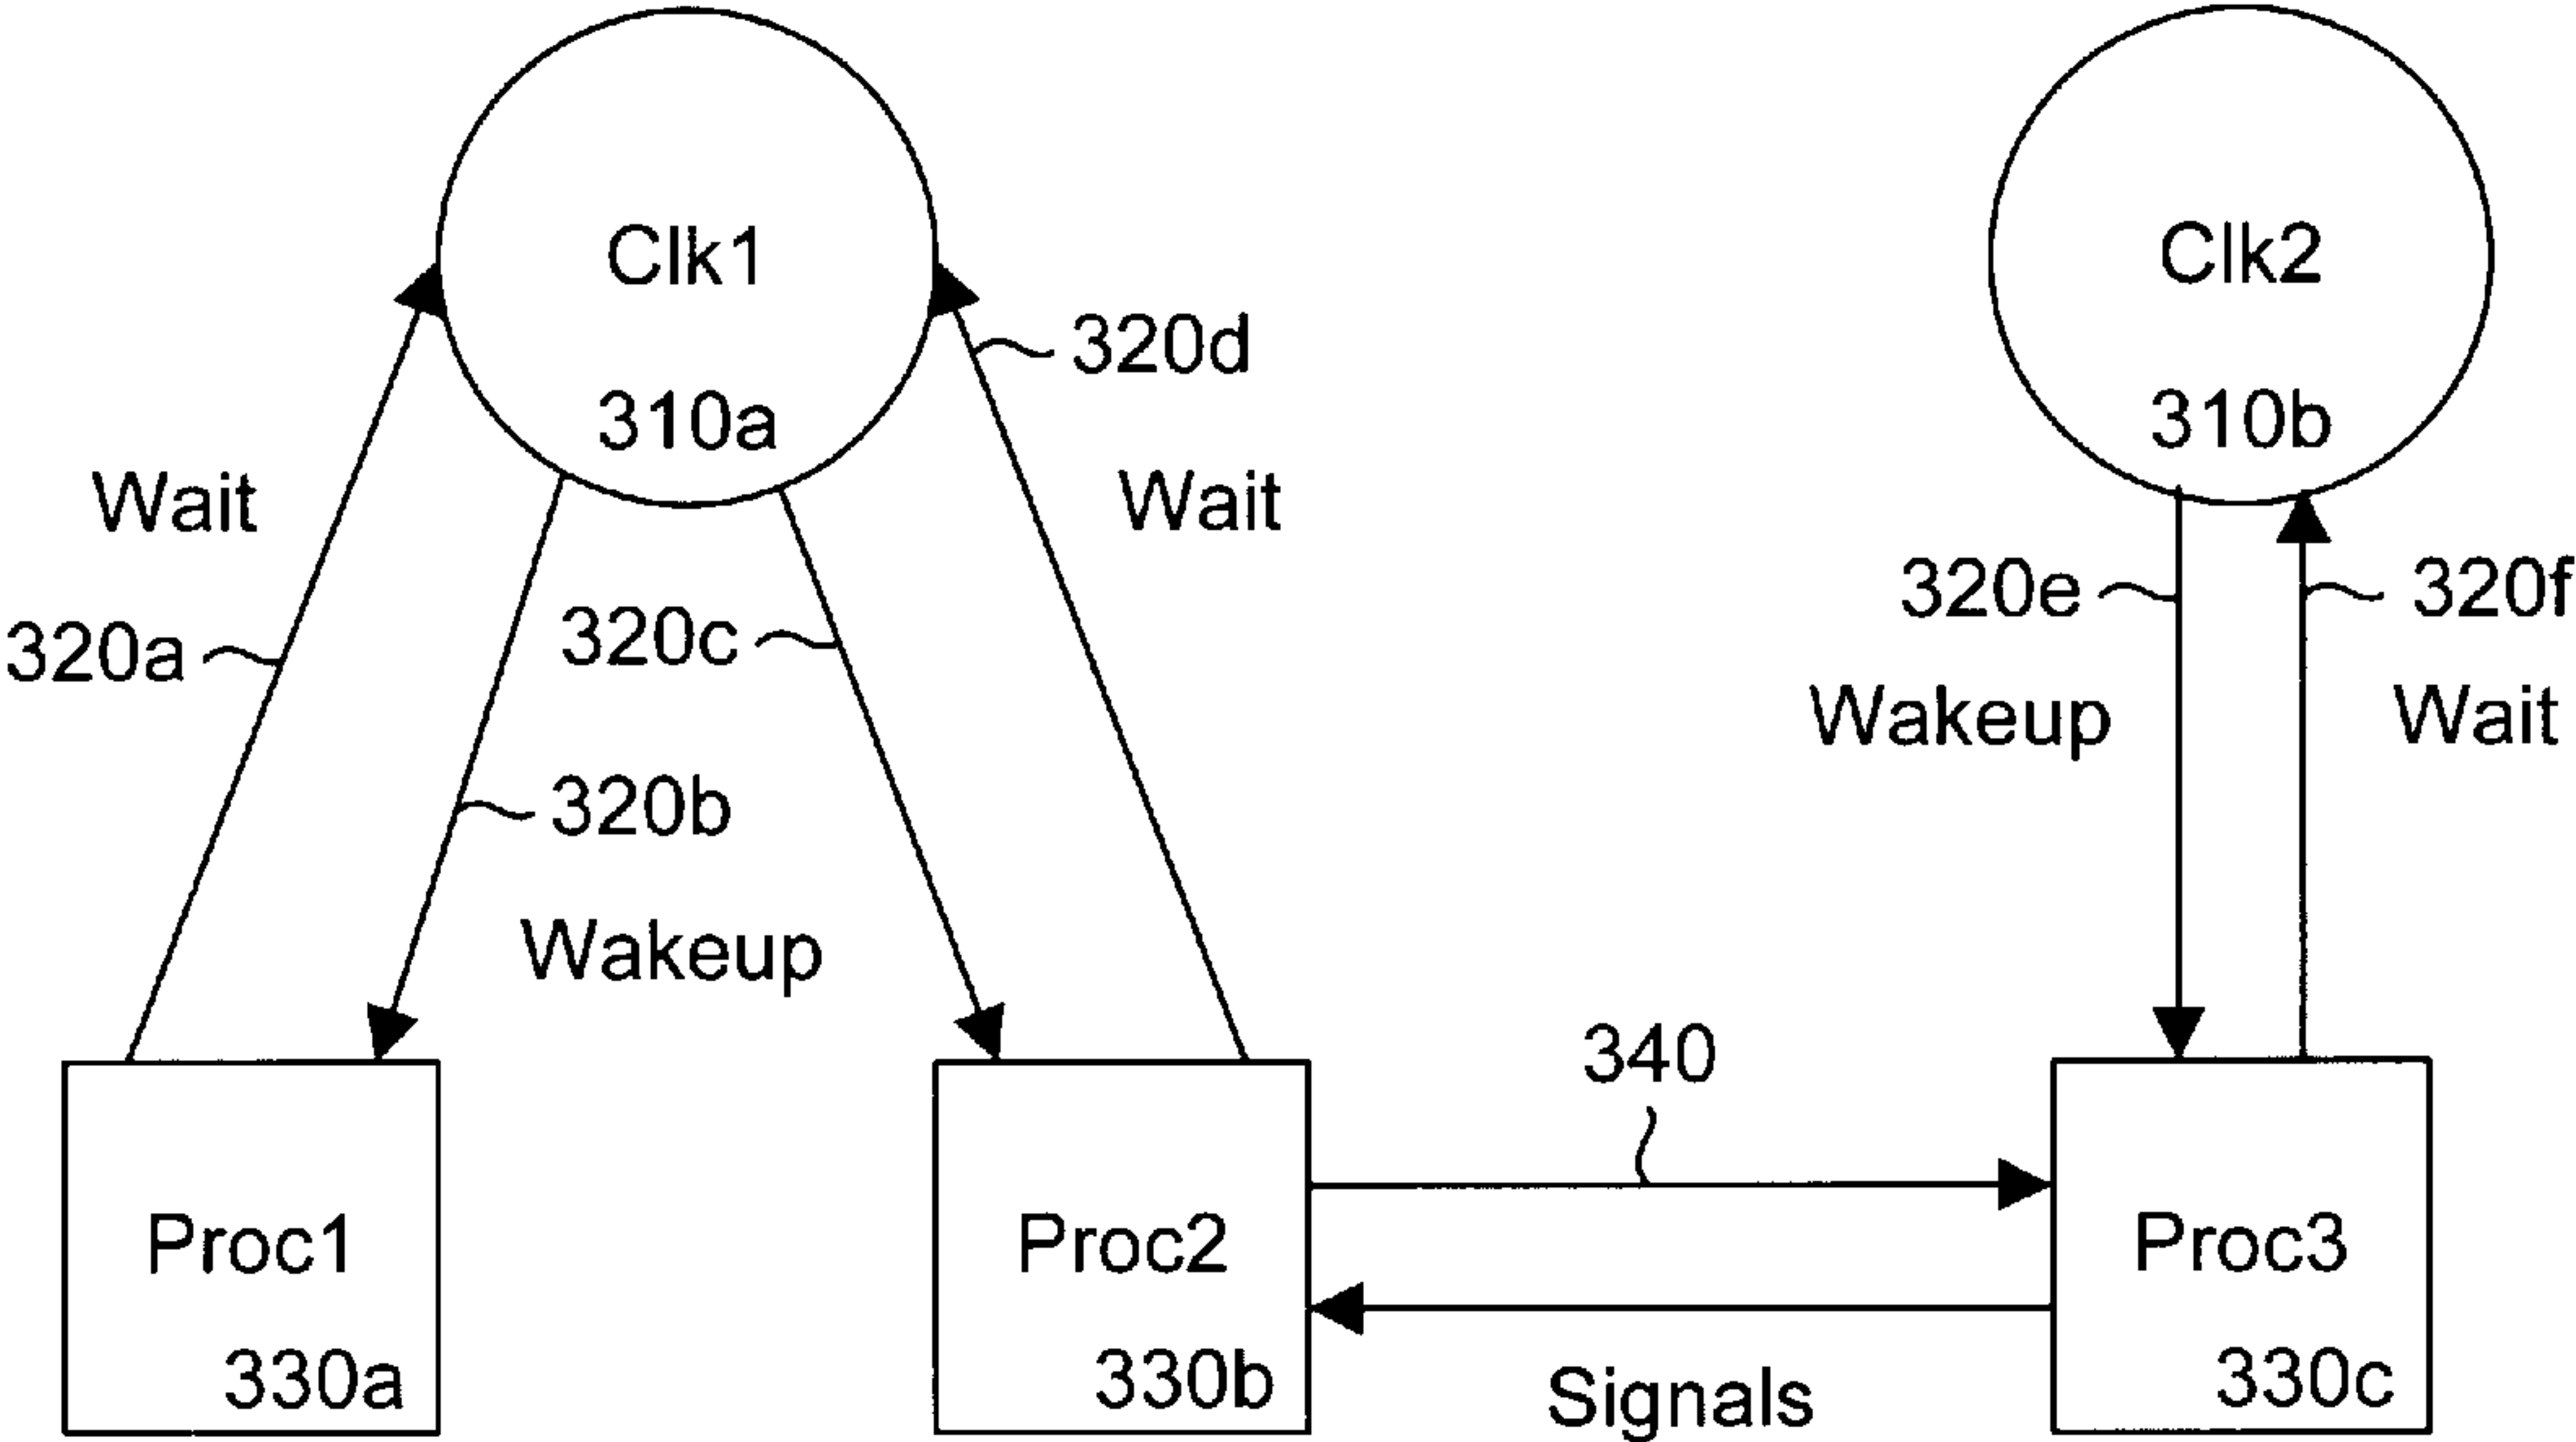 Clk1
310a
Clk2
310b
320d
Wait
Wait
320a
320c
320b
Wakeup
320e
320f
Wakeup
Wait
340
Proc1
330a
Proc2
330b
Proc3
330c
Signals